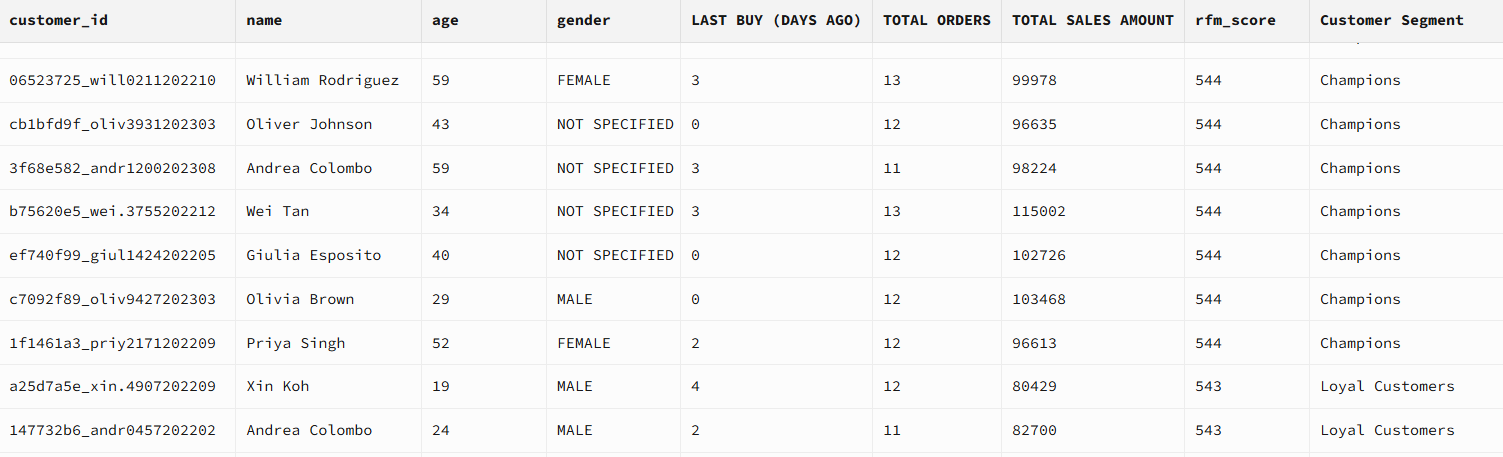 customer_id name age gender LAST BUY (DAYS AGO) TOTAL ORDERS TOTAL SALES AMOUNT rfm_score Customer Segment
06523725_will0211202210 William Rodriguez 59 FEMALE 3 13 99978 544 Champions
cb1bfd9f_oliv3931202303 Oliver Johnson 43 NOT SPECIFIED 0 12 96635 544 Champions
3f68e582_andr1200202308 Andrea Colombo 59 NOT SPECIFIED 3 11 98224 544 Champions
b75620e5_wei.3755202212 Wei Tan 34 NOT SPECIFIED 3 13 115002 544 Champions
ef740f99_giul1424202205 Giulia Esposito 40 NOT SPECIFIED 0 12 102726 544 Champions
c7092f89_oliv9427202303 Olivia Brown 29 MALE 0 12 103468 544 Champions
1f1461a3_priy2171202209 Priya Singh 52 FEMALE 2 12 96613 544 Champions
a25d7a5e_xin.4907202209 Xin Koh 19 MALE 4 12 80429 543 Loyal Customers
147732b6_andr0457202202 Andrea Colombo 24 MALE 2 11 82700 543 Loyal Customers